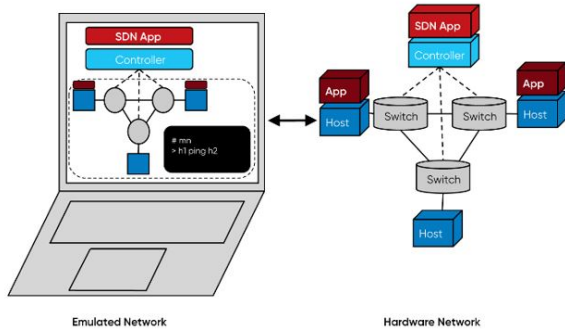 SDN App
Controller
# mn
> h1 ping h2
Emulated Network
SDN App
Controller
App
Host
Switch
Switch
App
Host
Switch
Host
Hardware Network